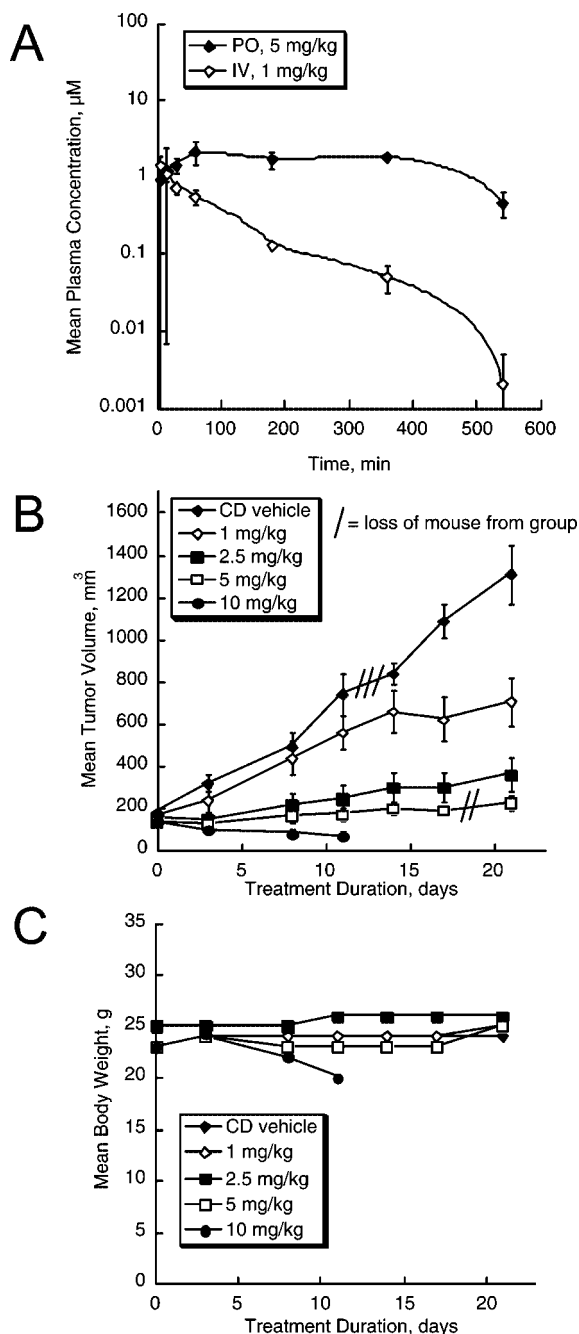 A
PO, 5 mg/kg
IV, 1 mg/kg
Mean Plasma Concentration, µM
100
10
1
0.1
0.01
0.001
0 100 200 300 400 500 600
Time, min
B
CD vehicle
1 mg/kg
2.5 mg/kg
5 mg/kg
10 mg/kg
/ = loss of mouse from group
Mean Tumor Volume, mm3
1600
1400
1200
1000
800
600
400
200
0
0 5 10 15 20
Treatment Duration, days
C
Mean Body Weight, g
35
30
25
20
15
10
5
0
CD vehicle
1 mg/kg
2.5 mg/kg
5 mg/kg
10 mg/kg
0 5 10 15 20
Treatment Duration, days